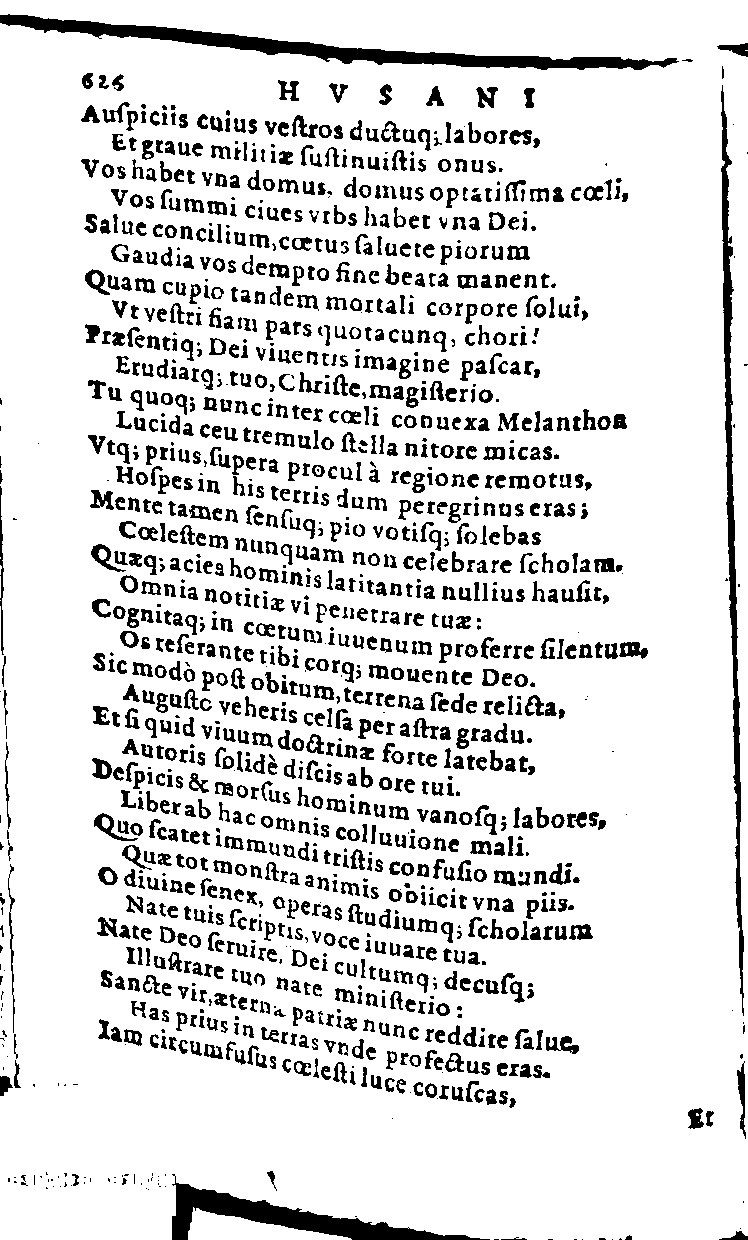 626 HVSANI
Auſpiciis cuius veſtros ductuq; labores,
Et graue militiæ ſuſtinuiſtis onus.
Vos habet vna domus, domus optatiſſima cœli,
Vos ſummi ciues vrbs habet vna Dei.
Salue concilium, cœtus ſaluete piorum
Gaudia vos dempto fine beata manent.
Quam cupio tandem mortali corpore ſolui,
Vt veſtri fiam pars quotacunq, chori!
Præſentiq; Dei viuentis imagine paſcar,
Erudiarq; tuo, Chriſte, magiſterio.
Tu quoq; nunc inter cœli conuexa Melanthon
Lucida ceu tremulo ſtella nitore micas.
Vtq; prius, ſupera procul à regione remotus,
Hoſpes in his terris dum peregrinus eras;
Mente tamen ſenſuq; pio votiſq; ſolebas
Cœleſtem nunquam non celebrare ſcholam.
Quæq; acies hominis latitantia nullius hauſit,
Omnia notitiæ vi penetrare tuæ:
Cognitaq; in cœtum iuuenum proferre ſilentum,
Os reſerante tibi corq; mouente Deo.
Sic modò poſt obitum, terrena ſede relicta,
Auguſto veheris celſa per aſtra gradu.
Et ſi quid viuum doctrinæ forte latebat,
Autoris ſolidè diſcis ab ore tui.
Deſpicis & morſus hominum vanoſq; labores,
Liber ab hac omnis colluuione mali.
Quo ſcatet immundi triſtis confuſio mundi.
Quæ tot monſtra animis obiicit vna piis.
O diuine ſenex, operas ſtudiumq; ſcholarum
Nate tuis ſcriptis, voce iuuare tua.
Nate Deo ſeruire, Dei cultumq; decuſq;
Illuſtrare tuo nate miniſterio:
Sancte vir, æternæ patriæ nunc reddite ſalue,
Has prius in terras vnde profectus eras.
Iam circumfuſus cœleſti luce coruſcas,
Et